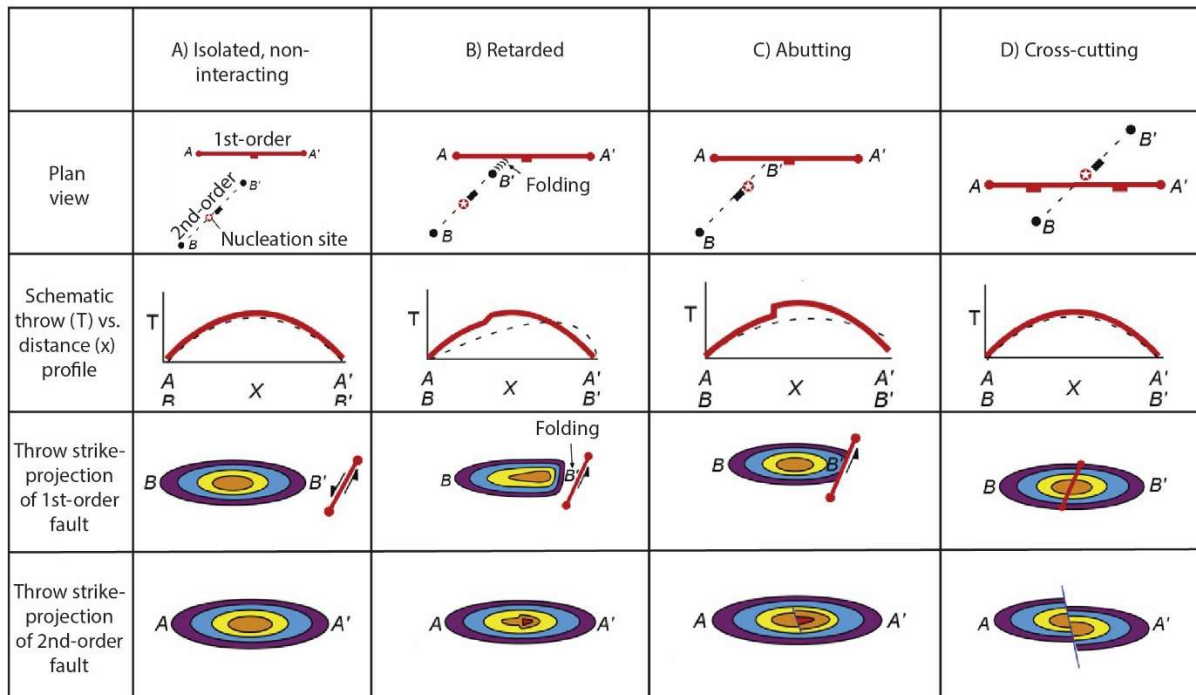 A) Isolated, non-
interacting
B) Retarded
C) Abutting
D) Cross-cutting
Plan
view
1st-order
A
A'
2nd-order
B'
B
Nucleation site
A
A'
B'
Folding
B
A
A'
B'
B
B'
A
A'
B
Schematic
throw (T) vs.
distance (x)
profile
T
A
B
X
A'
B'
T
A
B
X
A'
B'
T
A
B
X
A'
B'
T
A
B
X
A'
B'
Throw strike-
projection
of 1st-order
fault
B
B'
Folding
B
B'
B
B'
B
B'
Throw strike-
projection
of 2nd-order
fault
A
A'
A
A'
A
A'
A
A'